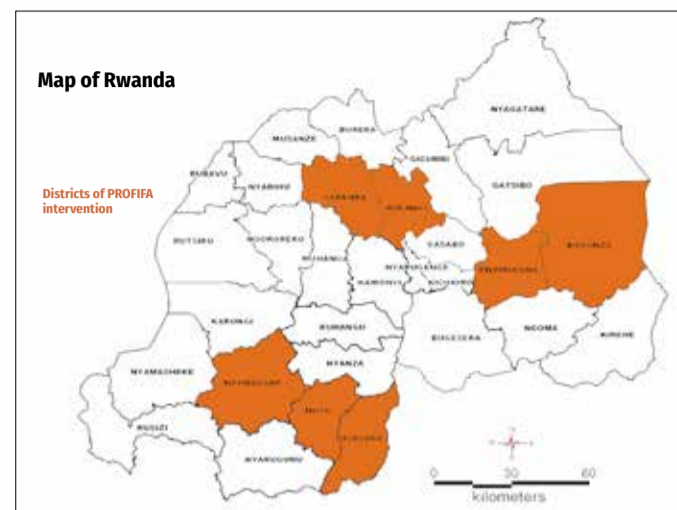 Map of Rwanda
Districts of PROFIFA
intervention
NYAGATARE
BURERA
MUSANZE
GICUMBI
RUBAVU
NYABIHU
GATSIBO
GAKENKE
RULINDO
RUTSIRO
NGORORERO
MUHANGA
GASABO
NYARUGENGE
KICUKIRO
KAMONYI
RWAMAGANA
KAYONZA
KARONGI
RUHANGO
BUGESERA
NGOMA
KIREHE
NYANZA
NYAMASHEKE
NYAMAGABE
HUYE
GISAGARA
RUSIZI
NYARUGURU
0 30 60
kilometers